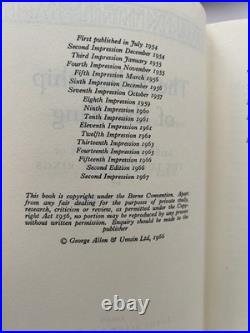 First published in July 1954
Second Impression December 1954
Third Impression January 1955
Fourth Impression November 1955
Fifth Impression March 1956
Sixth Impression December 1956
Seventh Impression October 1957
Eighth Impression 1959
Ninth Impression 1960
Tenth Impression 1961
Eleventh Impression 1961
Twelfth Impression 1962
Thirteenth Impression 1963
Fourteenth Impression 1963
Fifteenth Impression 1966
Second Edition 1966
Second Impression 1967
This book is copyright under the Berne Convention. Apart
from any fair dealing for the purposes of private study,
research, criticism or review, as permitted under the Copy-
right Act 1956, no portion may be reproduced by any process
without written permission. Enquiry should be made to the
publisher
© George Allen & Unwin Ltd, 1966